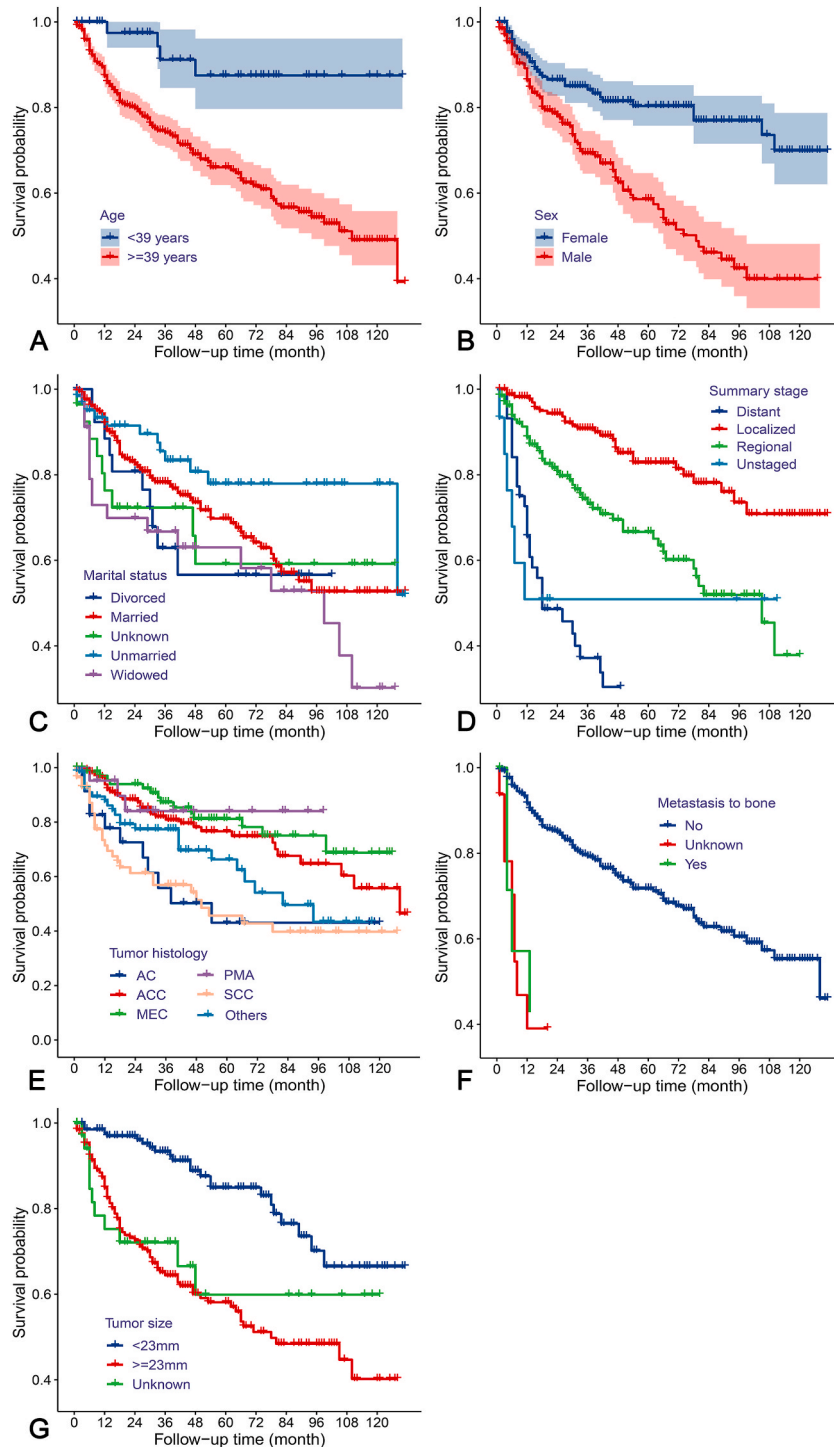 1.0
0.8
0.6
0.4
Survival probability
Age
<39 years
>=39 years
0 12 24 36 48 60 72 84 96 108 120
Follow-up time (month)
A
1.0
0.8
0.6
0.4
Survival probability
Sex
Female
Male
0 12 24 36 48 60 72 84 96 108 120
Follow-up time (month)
B
1.0
0.8
0.6
0.4
Survival probability
Marital status
Divorced
Married
Unknown
Unmarried
Widowed
0 12 24 36 48 60 72 84 96 108 120
Follow-up time (month)
C
1.0
0.8
0.6
0.4
Survival probability
Summary stage
Distant
Localized
Regional
Unstaged
0 12 24 36 48 60 72 84 96 108 120
Follow-up time (month)
D
1.0
0.8
0.6
0.4
0.2
0.0
Survival probability
Tumor histology
AC PMA
ACC SCC
MEC Others
0 12 24 36 48 60 72 84 96 108 120
Follow-up time (month)
E
1.0
0.8
0.6
0.4
Survival probability
Metastasis to bone
No
Unknown
Yes
0 12 24 36 48 60 72 84 96 108 120
Follow-up time (month)
F
1.0
0.8
0.6
0.4
Survival probability
Tumor size
<23mm
>=23mm
Unknown
0 12 24 36 48 60 72 84 96 108 120
Follow-up time (month)
G